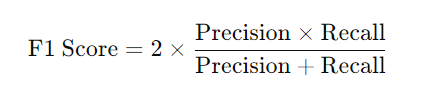 F1 Score = 2 × Precision × Recall / Precision + Recall